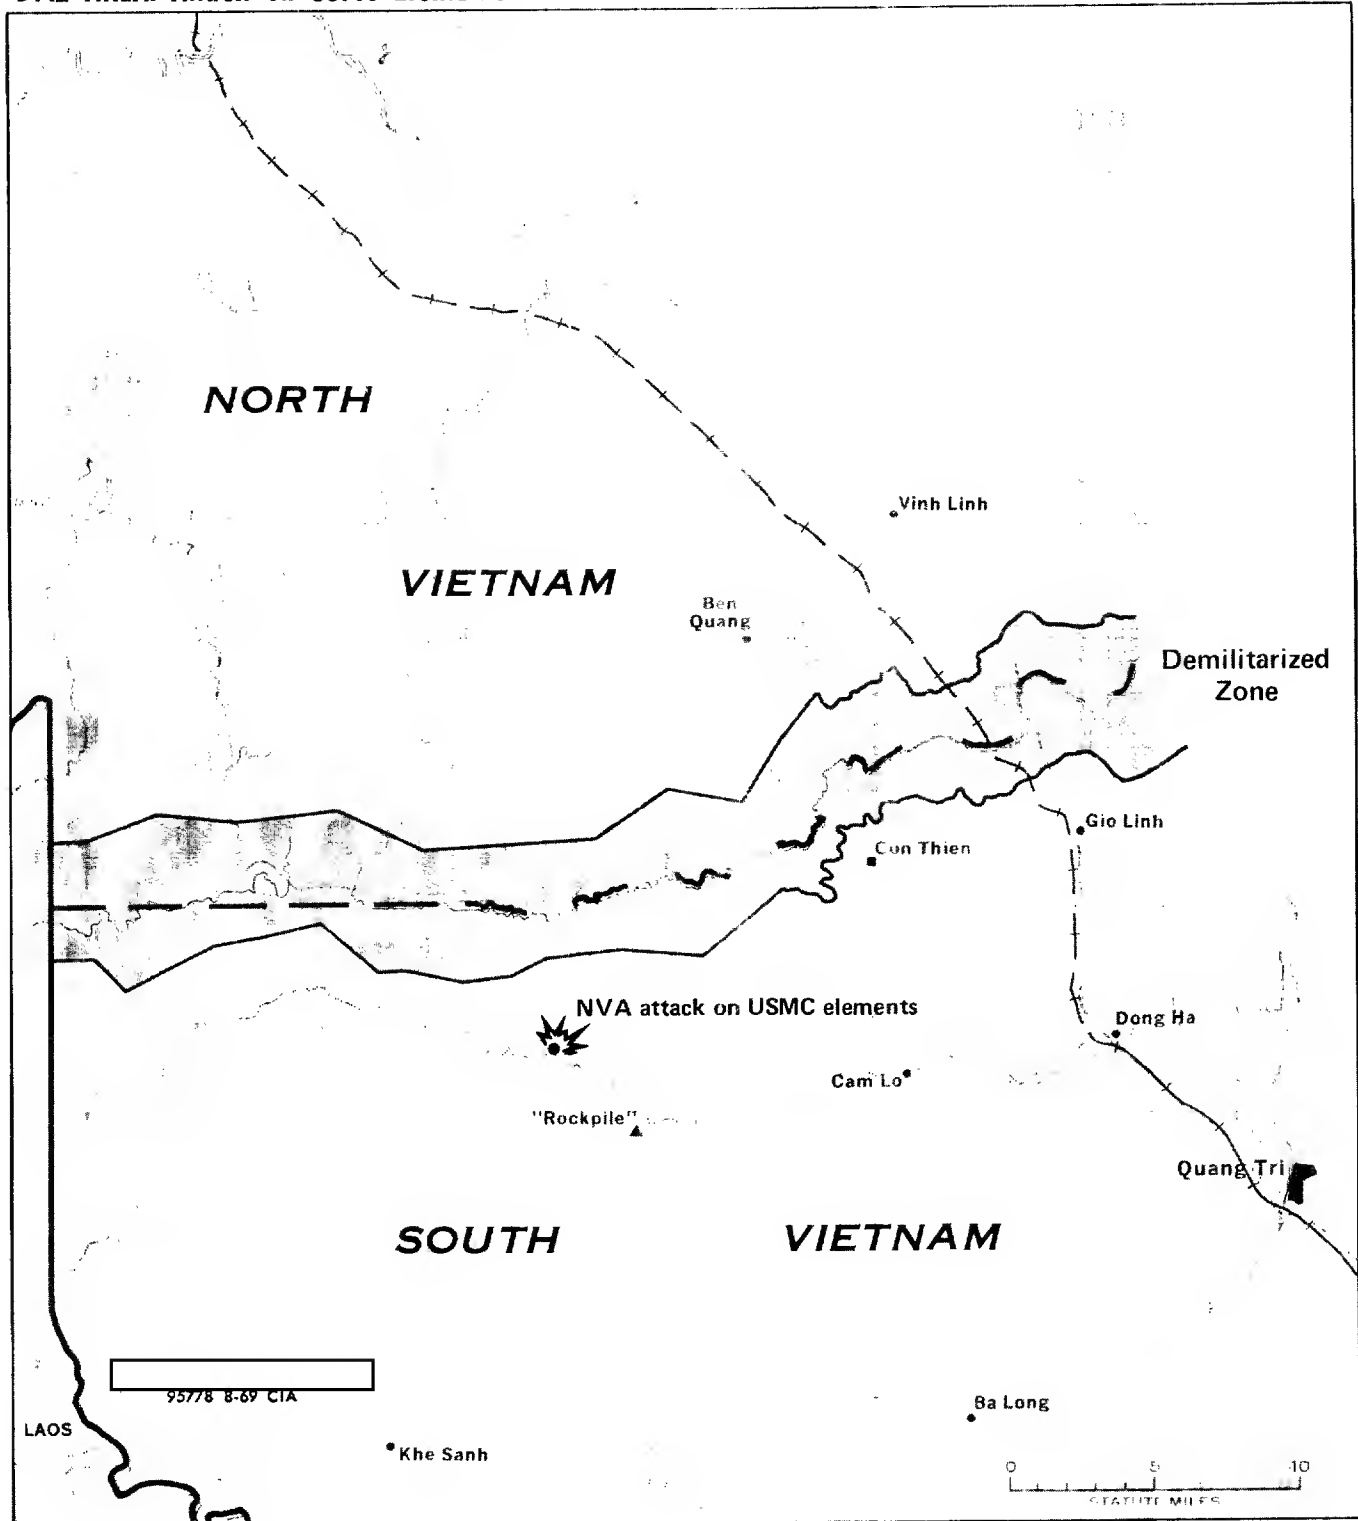 NORTH
Vinh Linh
VIETNAM
Ben
Quang
Demilitarized
Zone
Gio Linh
Con Thien
NVA attack on USMC elements
Dong Ha
Cam Lo
"Rockpile"
Quang Tri
SOUTH VIETNAM
95778 8-69 CIA
Ba Long
LAOS
Khe Sanh
0 5 10
STATUTE MILES